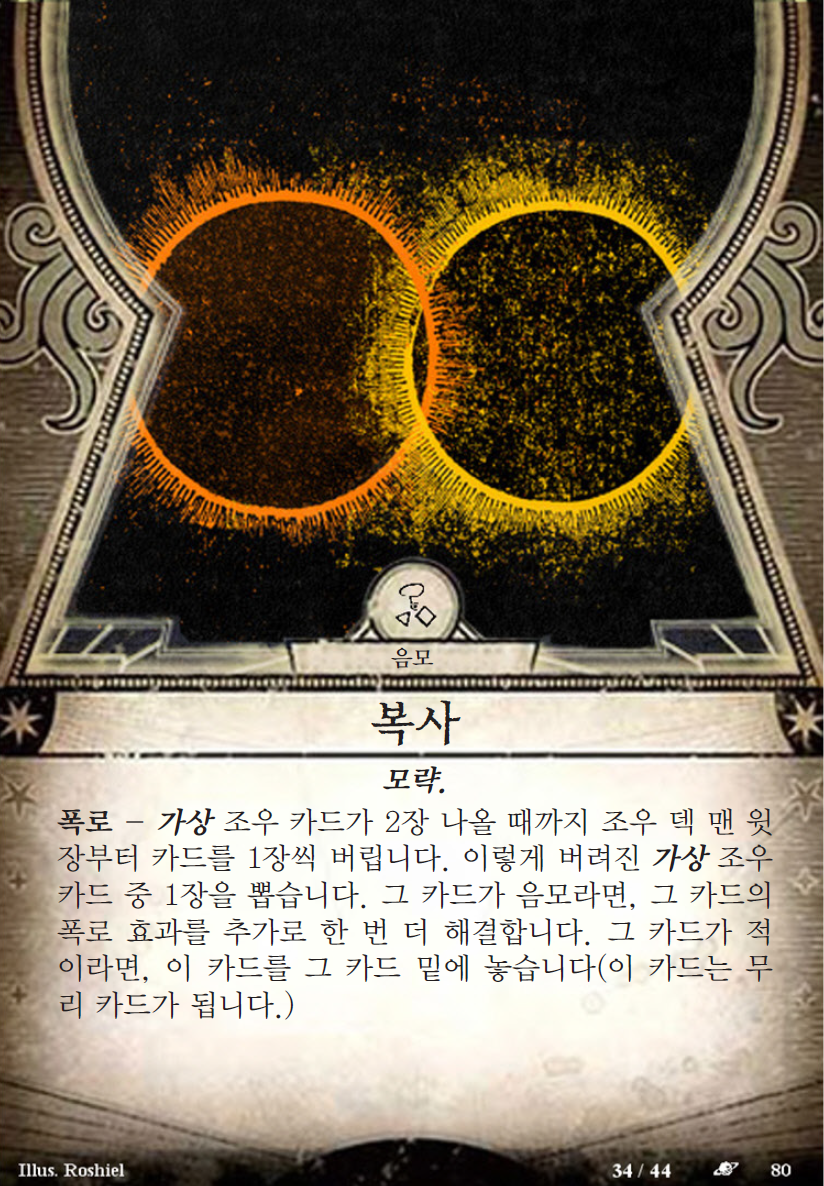 음모
복사
모략.
폭로 – 가상 조우 카드가 2장 나올 때까지 조우 덱 맨 윗
장부터 카드를 1장씩 버립니다. 이렇게 버려진 가상 조우
카드 중 1장을 뽑습니다. 그 카드가 음모라면, 그 카드의
폭로 효과를 추가로 한 번 더 해결합니다. 그 카드가 적
이라면, 이 카드를 그 카드 밑에 놓습니다(이 카드는 무
리 카드가 됩니다.)
Illus. Roshiel 34 / 44 80